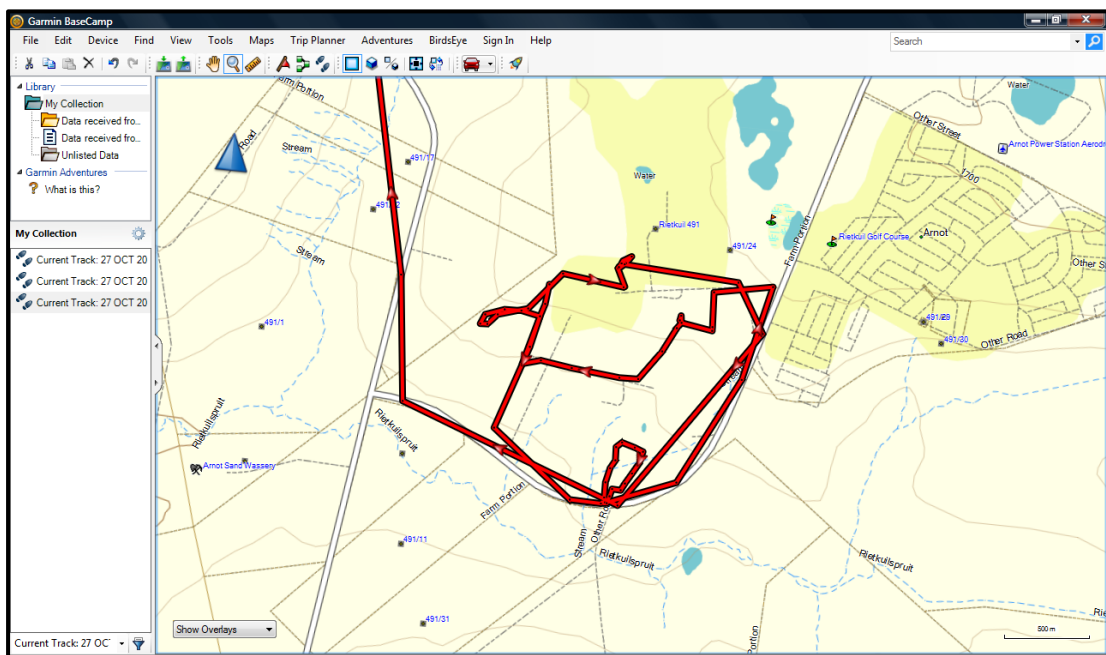 Garmin BaseCamp
File Edit Device Find View Tools Maps Trip Planner Adventures BirdsEye Sign In Help
Search
Library
My Collection
Data received fro...
Data received fro...
Unlisted Data
Garmin Adventures
What is this?
My Collection
Current Track: 27 OCT 20
Current Track: 27 OCT 20
Current Track: 27 OCT 20
Current Track: 27 OC
Show Overlays
Farm Portion
Road
Stream
491/17
Stream
491/1
Water
Water
Rietkuil 491
491/24
Farm Portion
Other Street
Arnot Power Station Aerodr
1700
Rietkuil Golf Course
Arnot
Other S
491/30
Other Road
Rietkuilspruit
Rietkuilspruit
Arnot Sand Wassery
Farm Portion
Stream
Rietkuilspruit
Rietkuilspruit
491/11
491/31
Portion
500 m